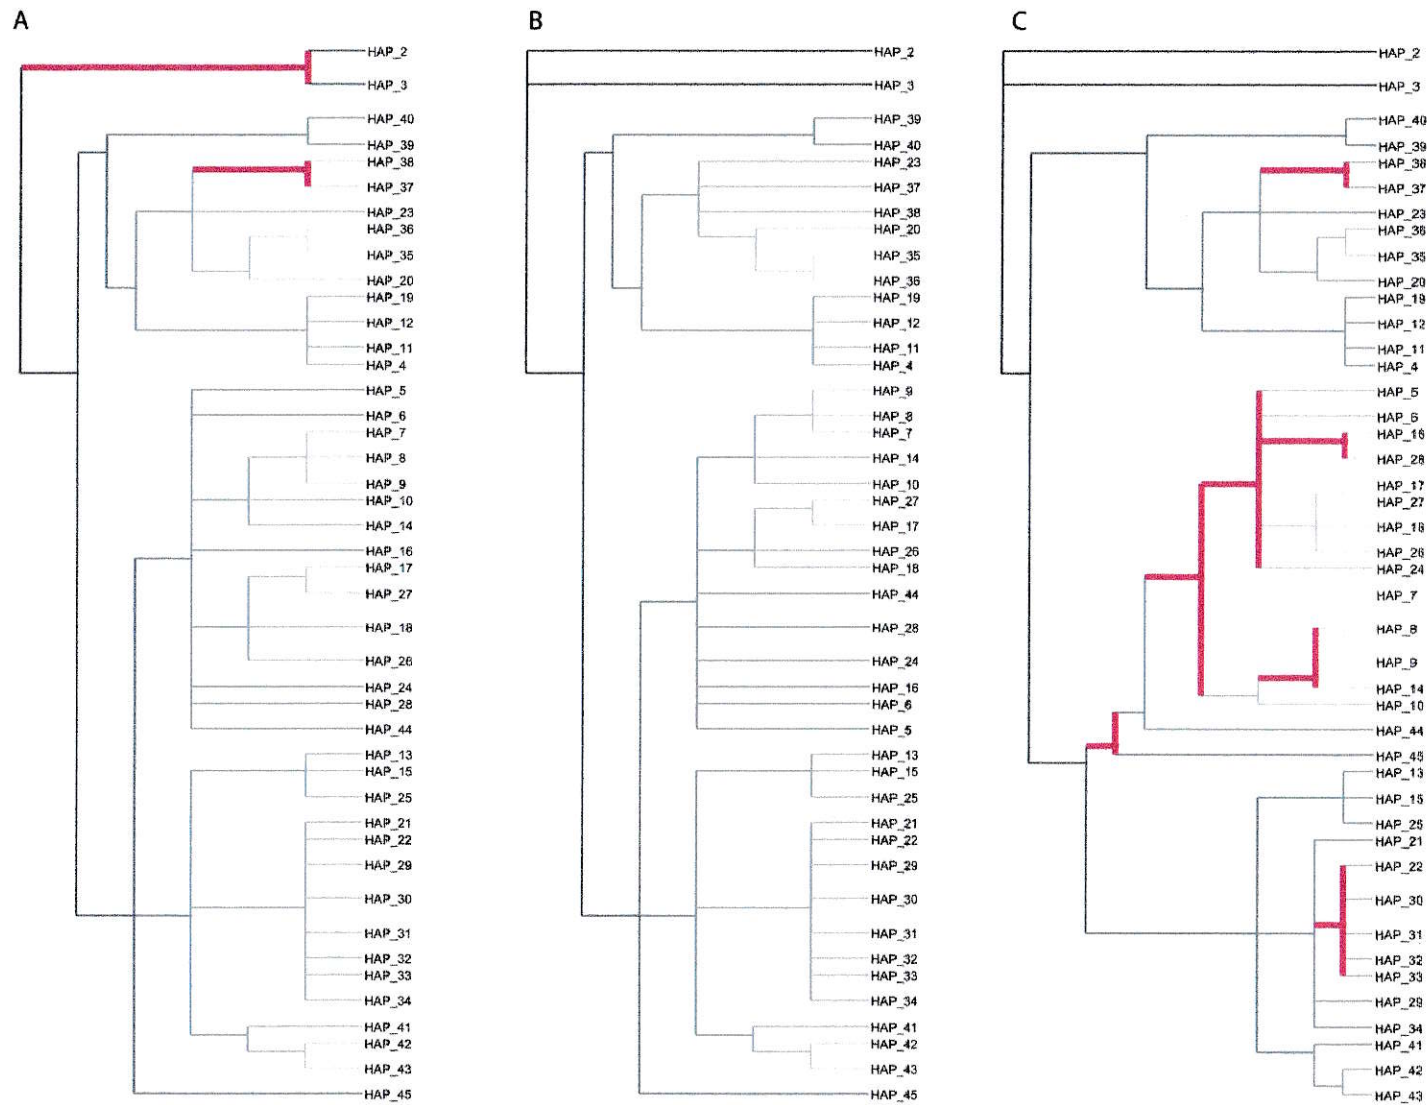 A
HAP_2
HAP_3
HAP_40
HAP_39
HAP_38
HAP_37
HAP_23
HAP_36
HAP_35
HAP_20
HAP_19
HAP_12
HAP_11
HAP_4
HAP_5
HAP_6
HAP_7
HAP_8
HAP_9
HAP_10
HAP_14
HAP_16
HAP_17
HAP_27
HAP_18
HAP_26
HAP_24
HAP_28
HAP_44
HAP_13
HAP_15
HAP_25
HAP_21
HAP_22
HAP_29
HAP_30
HAP_31
HAP_32
HAP_33
HAP_34
HAP_41
HAP_42
HAP_43
HAP_45
B
HAP_2
HAP_3
HAP_39
HAP_40
HAP_23
HAP_37
HAP_38
HAP_20
HAP_35
HAP_36
HAP_19
HAP_12
HAP_11
HAP_4
HAP_9
HAP_8
HAP_7
HAP_14
HAP_10
HAP_27
HAP_17
HAP_26
HAP_18
HAP_44
HAP_28
HAP_24
HAP_16
HAP_6
HAP_5
HAP_13
HAP_15
HAP_25
HAP_21
HAP_22
HAP_29
HAP_30
HAP_31
HAP_32
HAP_33
HAP_34
HAP_41
HAP_42
HAP_43
HAP_45
C
HAP_2
HAP_3
HAP_40
HAP_39
HAP_38
HAP_37
HAP_23
HAP_36
HAP_35
HAP_20
HAP_19
HAP_12
HAP_11
HAP_4
HAP_5
HAP_6
HAP_16
HAP_28
HAP_17
HAP_27
HAP_18
HAP_26
HAP_24
HAP_7
HAP_8
HAP_9
HAP_14
HAP_10
HAP_44
HAP_45
HAP_13
HAP_15
HAP_25
HAP_21
HAP_22
HAP_30
HAP_31
HAP_32
HAP_33
HAP_29
HAP_34
HAP_41
HAP_42
HAP_43